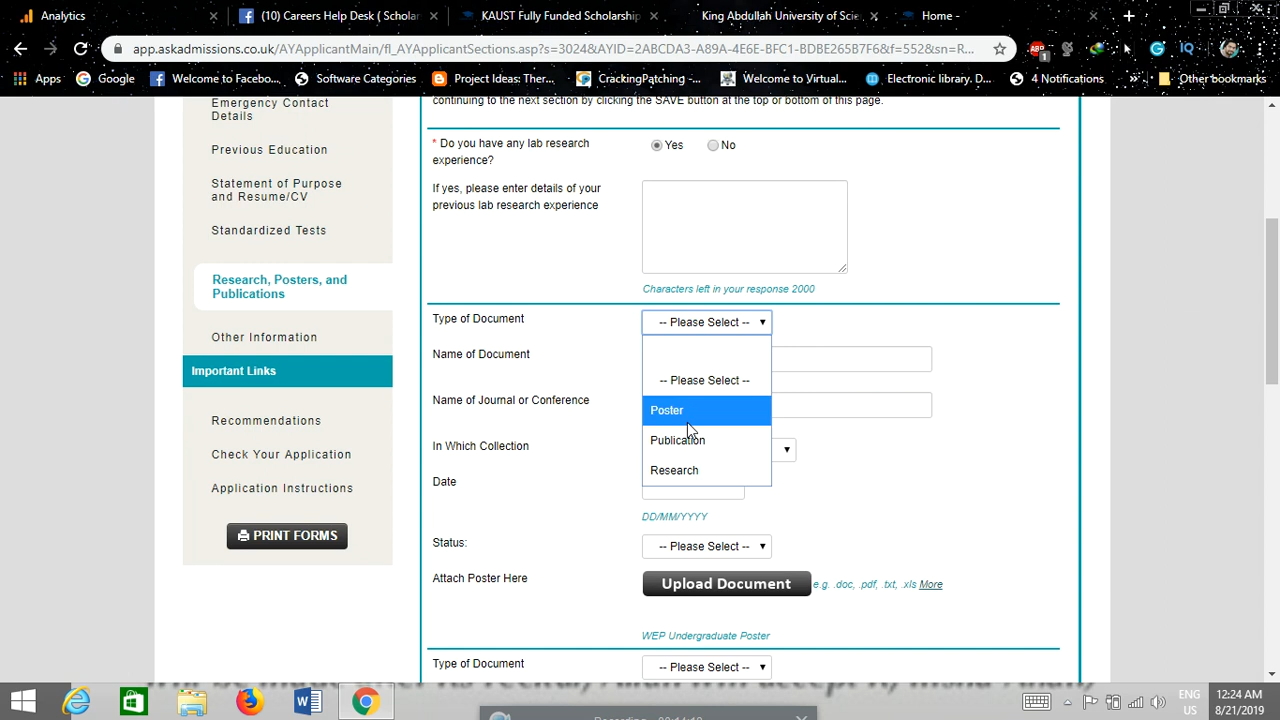 Analytics
(10) Careers Help Desk ( Scholar
KAUST Fully Funded Scholarship
King Abdullah University of Scie
Home -
app.askadmissions.co.uk/AYApplicantMain/fl_AYApplicantSections.asp?s=3024&AYID=2ABCDA3-A89A-4E6E-BFC1-BDBE265B7F6&f=552&sn=R...
ABP
1
IQ
Apps
Google
Welcome to Facebo...
Software Categories
Project Ideas: The...
CrackingPatching -...
Welcome to Virtual...
Electronic library. D...
4 Notifications
Other bookmarks
continuing to the next section by clicking the SAVE button at the top or bottom of this page.
Emergency Contact
Details
Previous Education
Statement of Purpose
and Resume/CV
Standardized Tests
Research, Posters, and
Publications
Other Information
Important Links
Recommendations
Check Your Application
Application Instructions
PRINT FORMS
* Do you have any lab research
experience?
Yes
No
If yes, please enter details of your
previous lab research experience
Characters left in your response 2000
Type of Document
-- Please Select --
-- Please Select --
Poster
Publication
Research
Name of Document
Name of Journal or Conference
In Which Collection
Date
DD/MM/YYYY
Status:
-- Please Select --
Attach Poster Here
Upload Document
e.g. .doc, .pdf, .txt, .xls More
WEP Undergraduate Poster
Type of Document
-- Please Select --
ENG
US
12:24 AM
8/21/2019